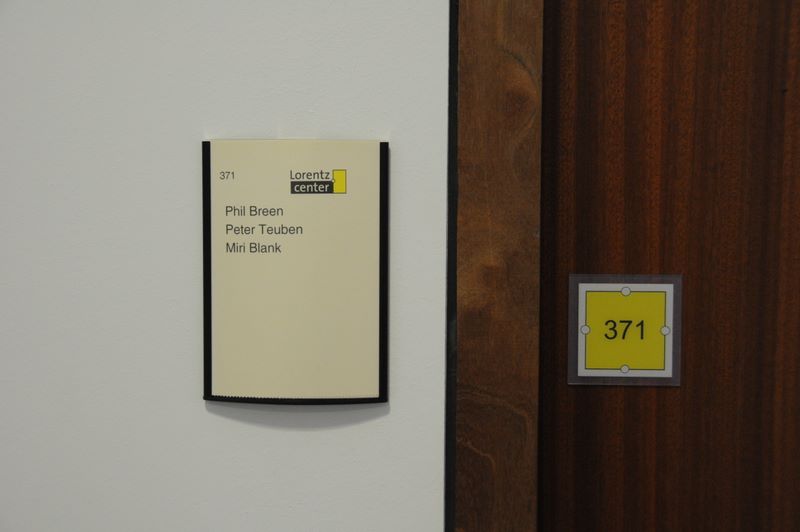 371
Lorentz
center
Phil Breen
Peter Teuben
Miri Blank
371